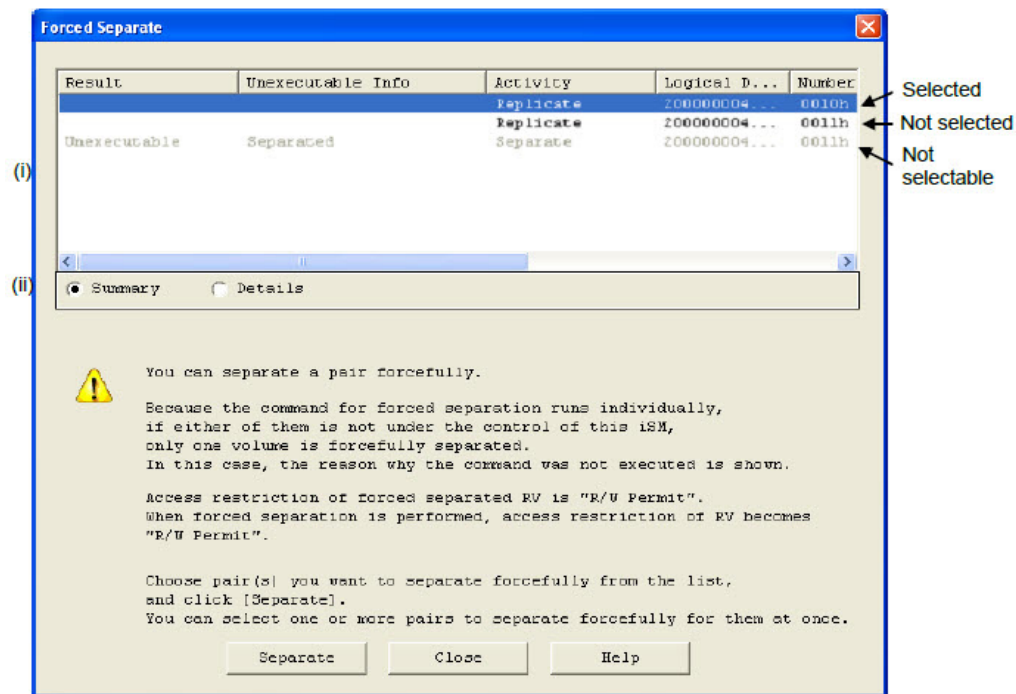 Forced Separate
Result Unexecutable Info Activity Logical D... Number
Replicate 200000004... 0010h
Selected
Replicate 200000004... 0011h
Not selected
Unexecutable Separated Separate 200000004... 0011h
Not
selectable
(i)
(ii)
Summary Details
You can separate a pair forcefully.
Because the command for forced separation runs individually,
if either of them is not under the control of this iSM,
only one volume is forcefully separated.
In this case, the reason why the command was not executed is shown.
Access restriction of forced separated RV is "R/W Permit".
When forced separation is performed, access restriction of RV becomes
"R/W Permit".
Choose pair(s) you want to separate forcefully from the list,
and click [Separate].
You can select one or more pairs to separate forcefully for them at once.
Separate Close Help